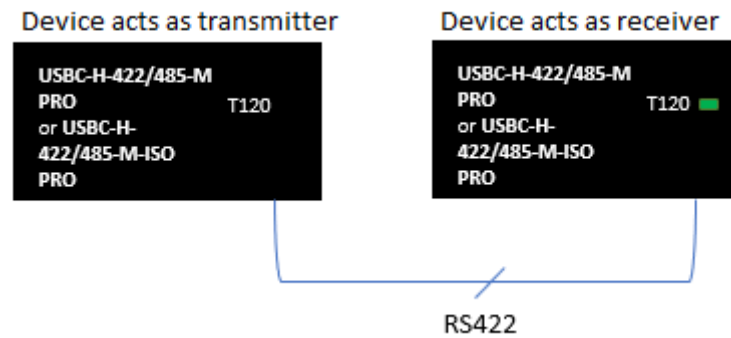 Device acts as transmitter
Device acts as receiver
USBC-H-422/485-M
PRO
or USBC-H-
422/485-M-ISO
PRO
T120
USBC-H-422/485-M
PRO
or USBC-H-
422/485-M-ISO
PRO
T120
RS422